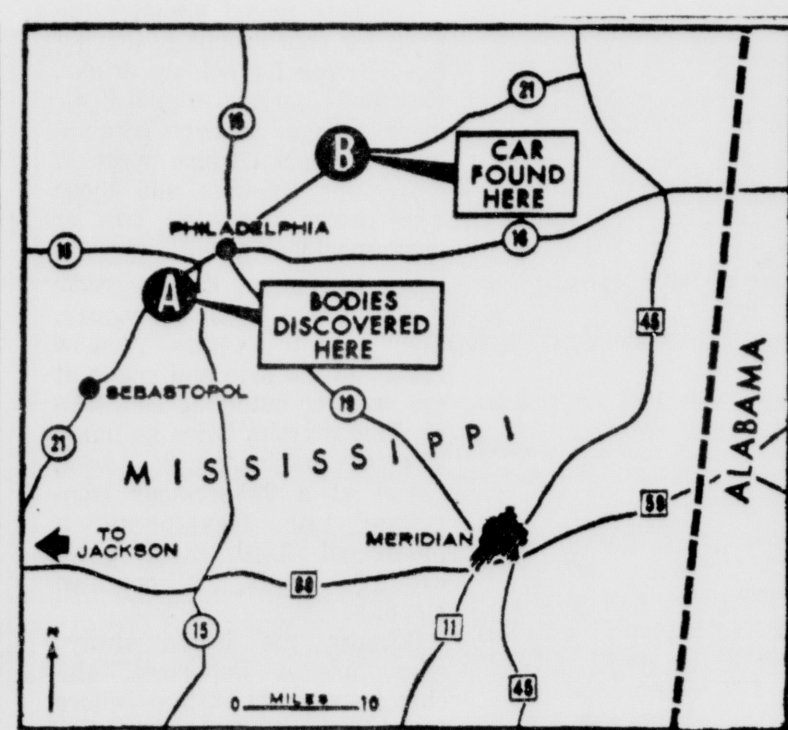 15
21
B
CAR
FOUND
HERE
PHILADELPHIA
16
16
A
BODIES
DISCOVERED
HERE
45
SEBASTOPOL
19
21
MISSISSIPPI
ALABAMA
59
TO
JACKSON
MERIDIAN
80
15
11
45
N
0 MILES 10